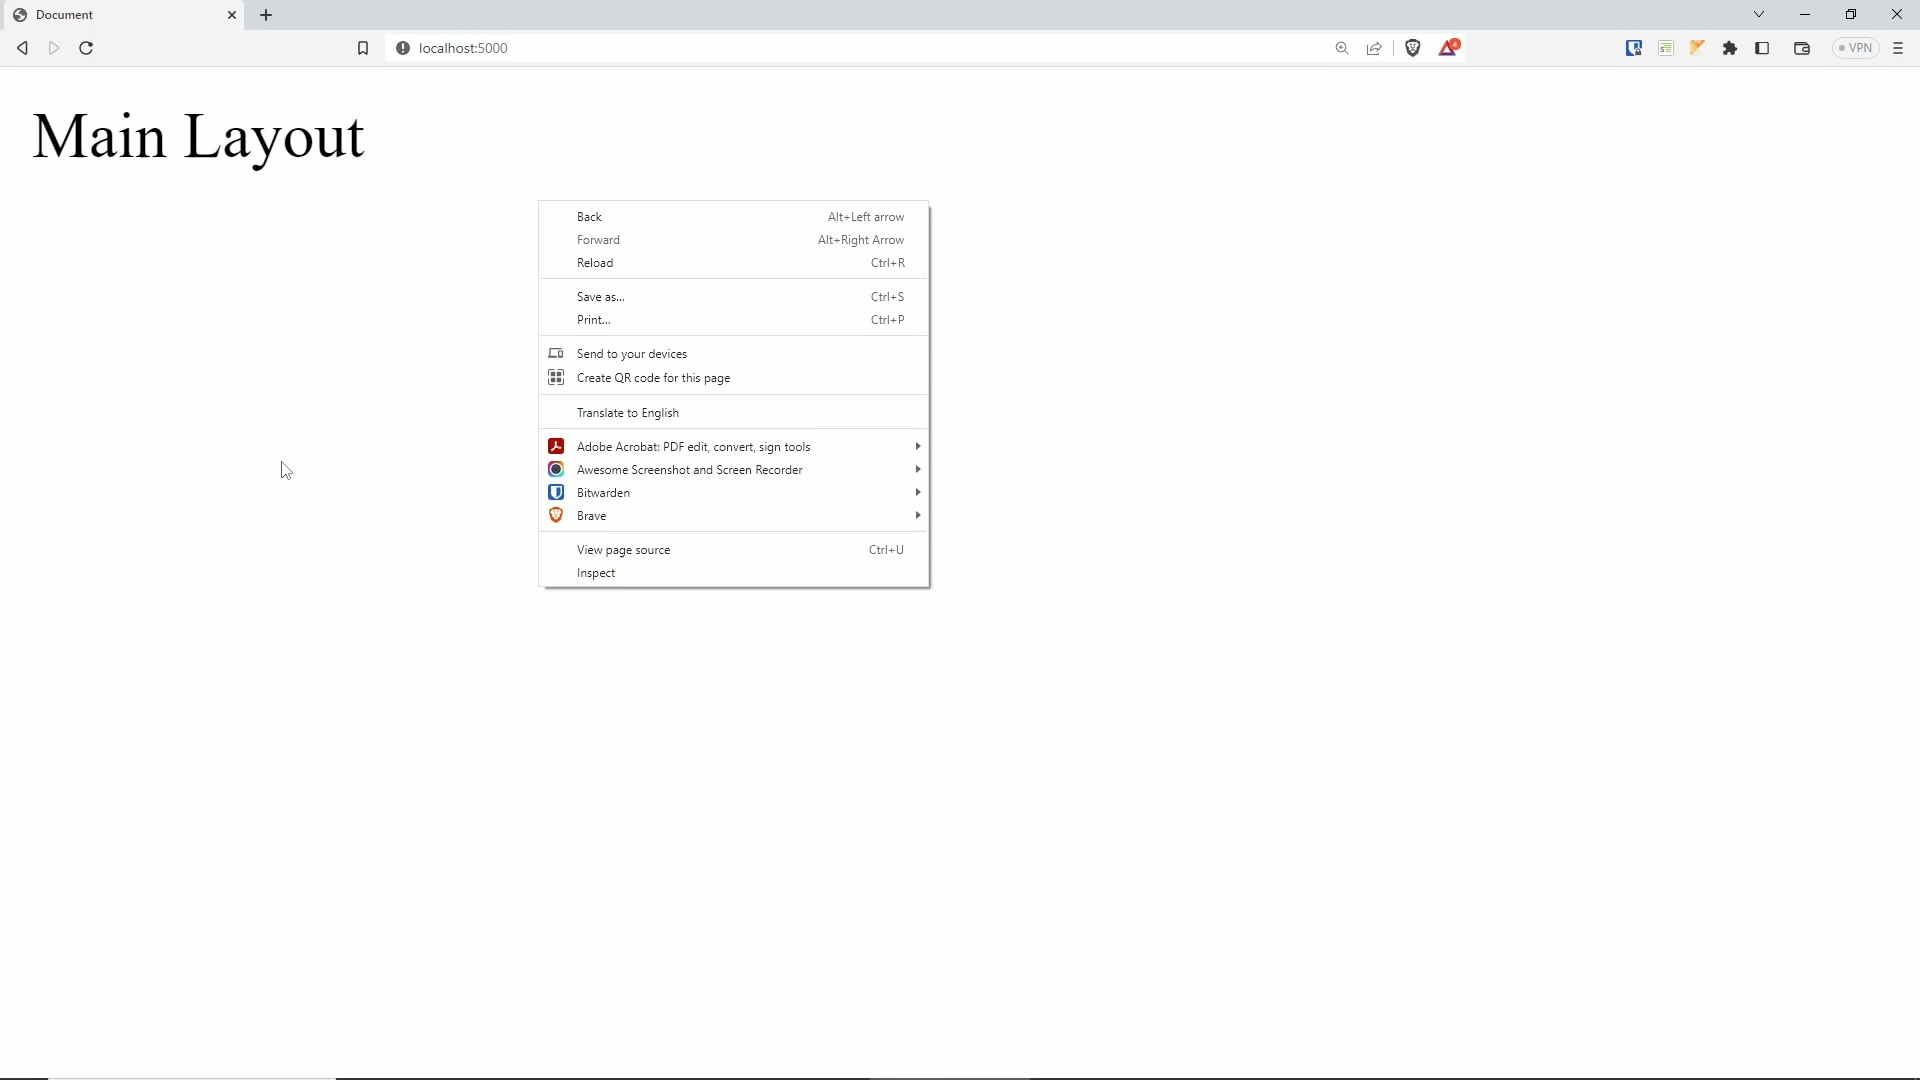 Document
localhost:5000
4
VPN
Main Layout
Back Alt+Left arrow
Forward Alt+Right Arrow
Reload Ctrl+R
Save as... Ctrl+S
Print... Ctrl+P
Send to your devices
Create QR code for this page
Translate to English
Adobe Acrobat: PDF edit, convert, sign tools
Awesome Screenshot and Screen Recorder
Bitwarden
Brave
View page source Ctrl+U
Inspect